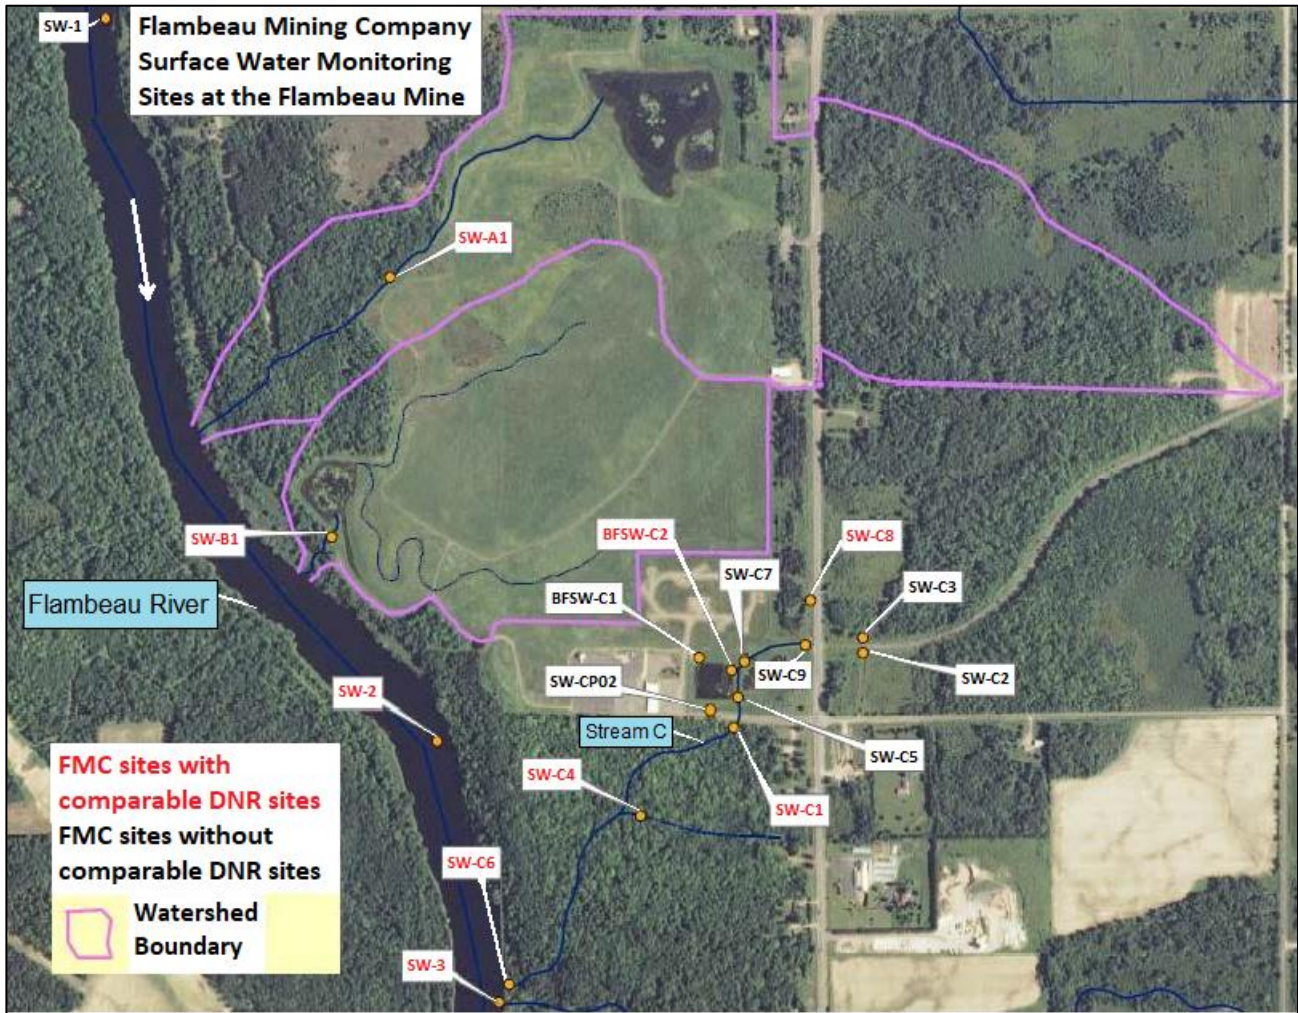 SW-1
Flambeau Mining Company
Surface Water Monitoring
Sites at the Flambeau Mine
SW-A1
SW-B1
BFSW-C2
SW-C8
SW-C7
SW-C3
BFSW-C1
Flambeau River
SW-C9
SW-C2
SW-CP02
SW-2
Stream C
SW-C5
SW-C4
SW-C1
FMC sites with
comparable DNR sites
FMC sites without
comparable DNR sites
SW-C6
Watershed
Boundary
SW-3